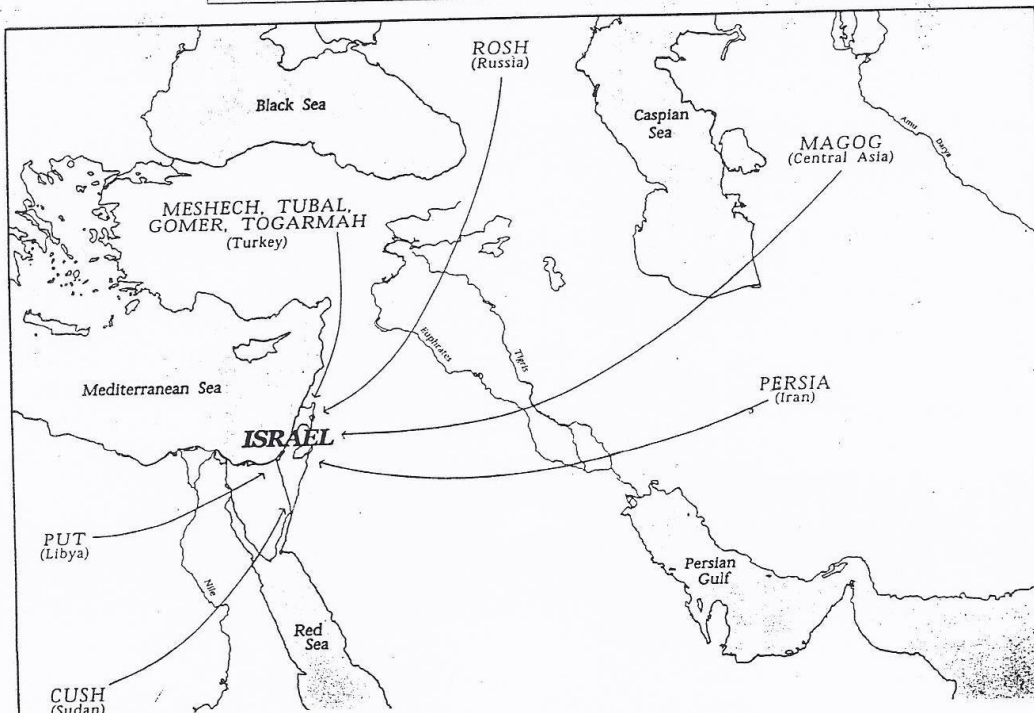 ROSH
(Russia)
Black Sea
Caspian
Sea
Amu
Darya
MAGOG
(Central Asia)
MESHECH, TUBAL,
GOMER, TOGARMAH
(Turkey)
Euphrates
Tigris
Mediterranean Sea
PERSIA
(Iran)
ISRAEL
PUT
(Libya)
Nile
Persian
Gulf
Red
Sea
CUSH
(Sudan)